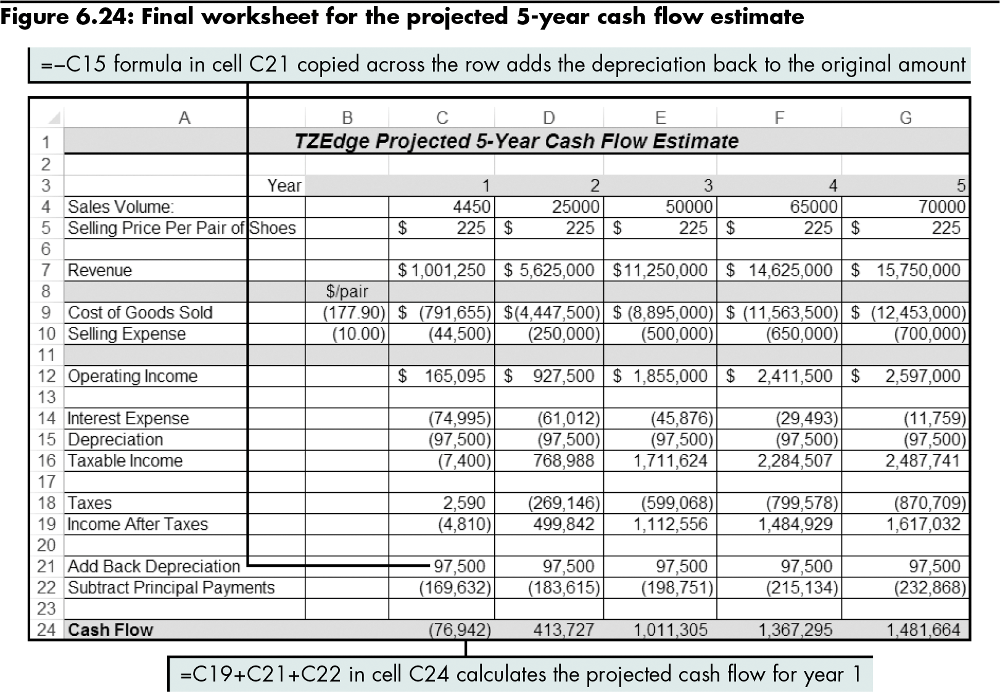 Figure 6.24: Final worksheet for the projected 5-year cash flow estimate
=–C15 formula in cell C21 copied across the row adds the depreciation back to the original amount
A B C D E F G
1 TZEdge Projected 5-Year Cash Flow Estimate
2
3 Year 1 2 3 4 5
4 Sales Volume: 4450 25000 50000 65000 70000
5 Selling Price Per Pair of Shoes $ 225 $ 225 $ 225 $ 225 $ 225
6
7 Revenue $ 1,001,250 $ 5,625,000 $11,250,000 $ 14,625,000 $ 15,750,000
8 $/pair
9 Cost of Goods Sold (177.90) $ (791,655) $(4,447,500) $ (8,895,000) $ (11,563,500) $ (12,453,000)
10 Selling Expense (10.00) (44,500) (250,000) (500,000) (650,000) (700,000)
11
12 Operating Income $ 165,095 $ 927,500 $ 1,855,000 $ 2,411,500 $ 2,597,000
13
14 Interest Expense (74,995) (61,012) (45,876) (29,493) (11,759)
15 Depreciation (97,500) (97,500) (97,500) (97,500) (97,500)
16 Taxable Income (7,400) 768,988 1,711,624 2,284,507 2,487,741
17
18 Taxes 2,590 (269,146) (599,068) (799,578) (870,709)
19 Income After Taxes (4,810) 499,842 1,112,556 1,484,929 1,617,032
20
21 Add Back Depreciation 97,500 97,500 97,500 97,500 97,500
22 Subtract Principal Payments (169,632) (183,615) (198,751) (215,134) (232,868)
23
24 Cash Flow (76,942) 413,727 1,011,305 1,367,295 1,481,664
=C19+C21+C22 in cell C24 calculates the projected cash flow for year 1